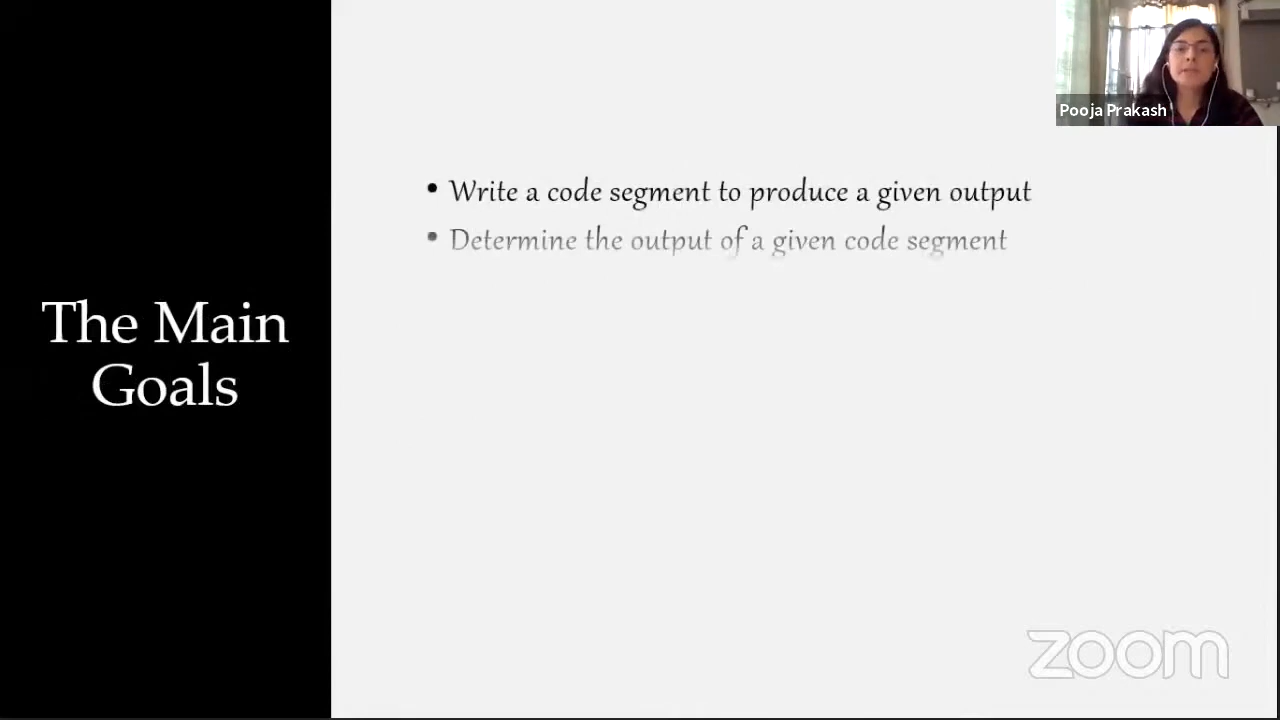 Pooja Prakash
• Write a code segment to produce a given output
• Determine the output of a given code segment
The Main
Goals
zoom